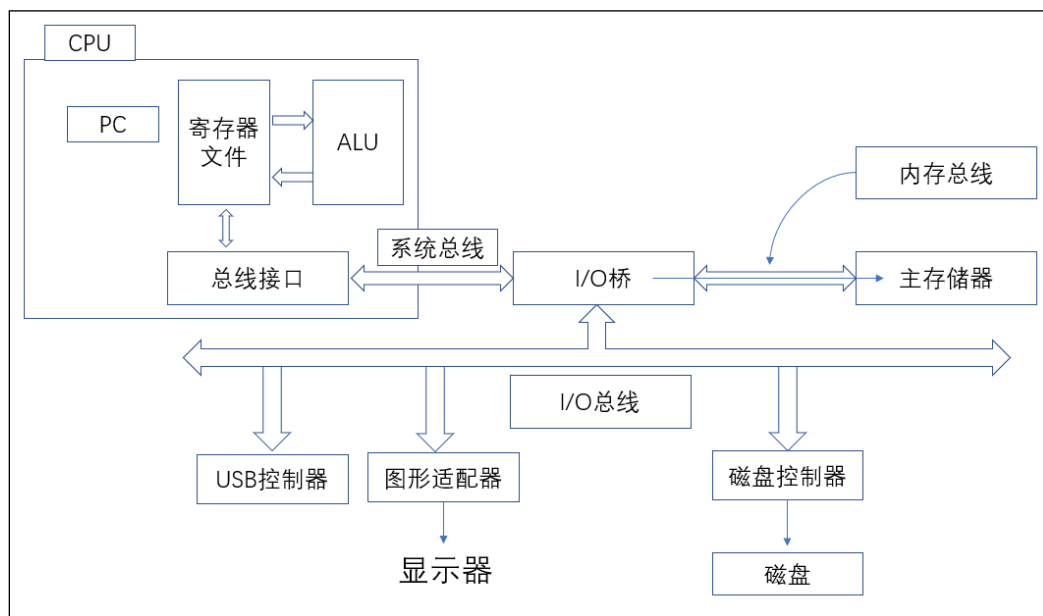 CPU
PC
寄存器
文件
ALU
内存总线
系统总线
总线接口
I/O桥
主存储器
I/O总线
USB控制器
图形适配器
磁盘控制器
显示器
磁盘